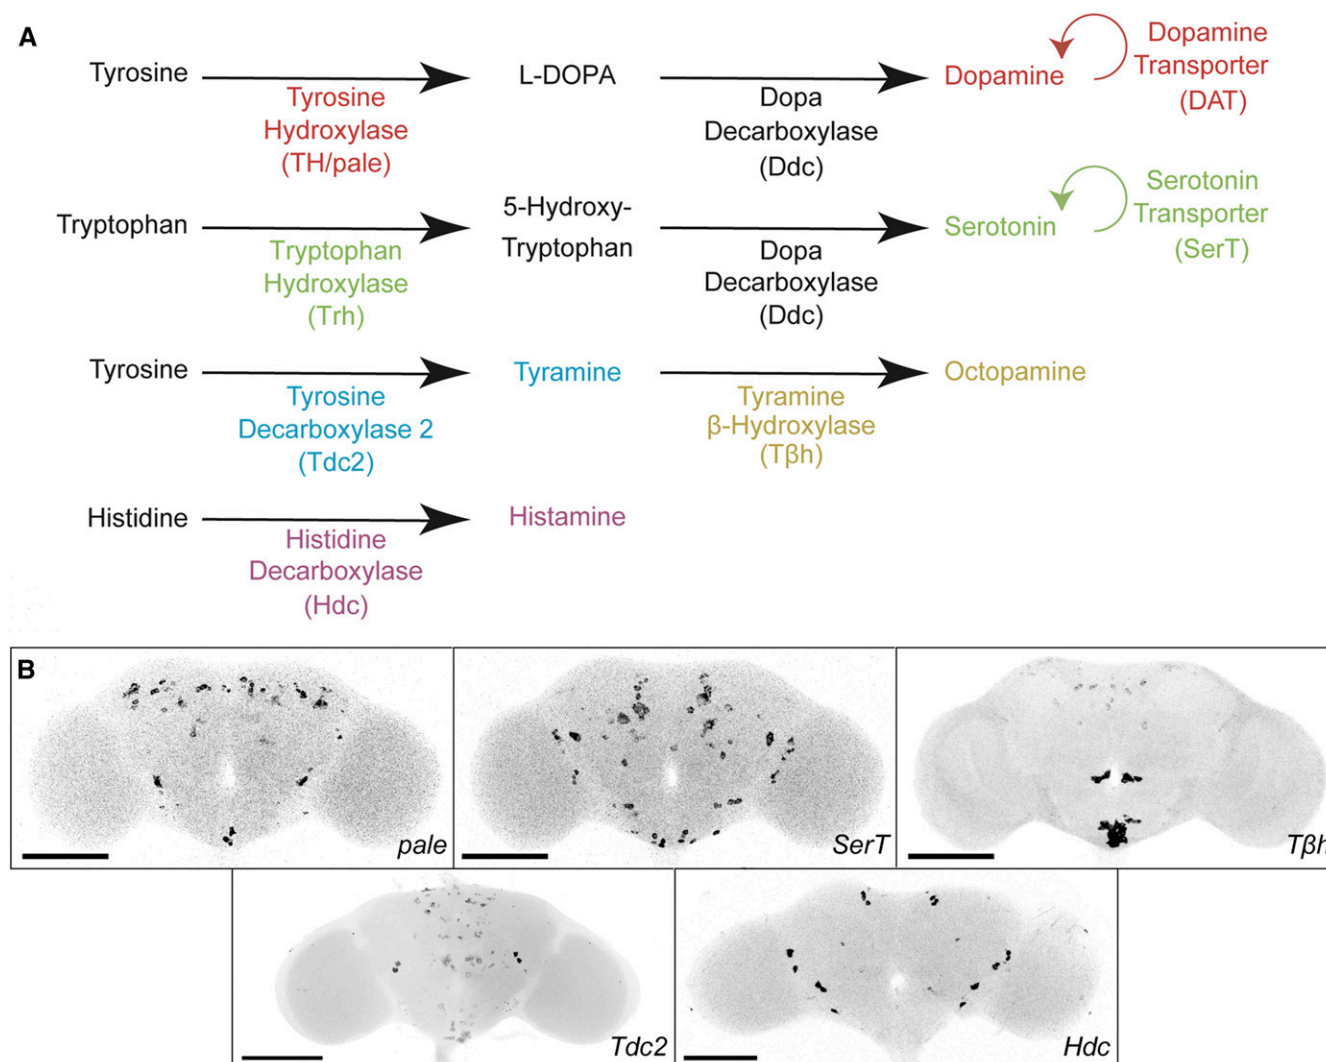 A
Tyrosine
Tyrosine
Hydroxylase
(TH/pale)
L-DOPA
Dopa
Decarboxylase
(Ddc)
Dopamine
Dopamine
Transporter
(DAT)
Tryptophan
Tryptophan
Hydroxylase
(Trh)
5-Hydroxy-
Tryptophan
Dopa
Decarboxylase
(Ddc)
Serotonin
Serotonin
Transporter
(SerT)
Tyrosine
Tyrosine
Decarboxylase 2
(Tdc2)
Tyramine
Tyramine
β-Hydroxylase
(Tβh)
Octopamine
Histidine
Histidine
Decarboxylase
(Hdc)
Histamine
B
pale
SerT
Tβh
Tdc2
Hdc